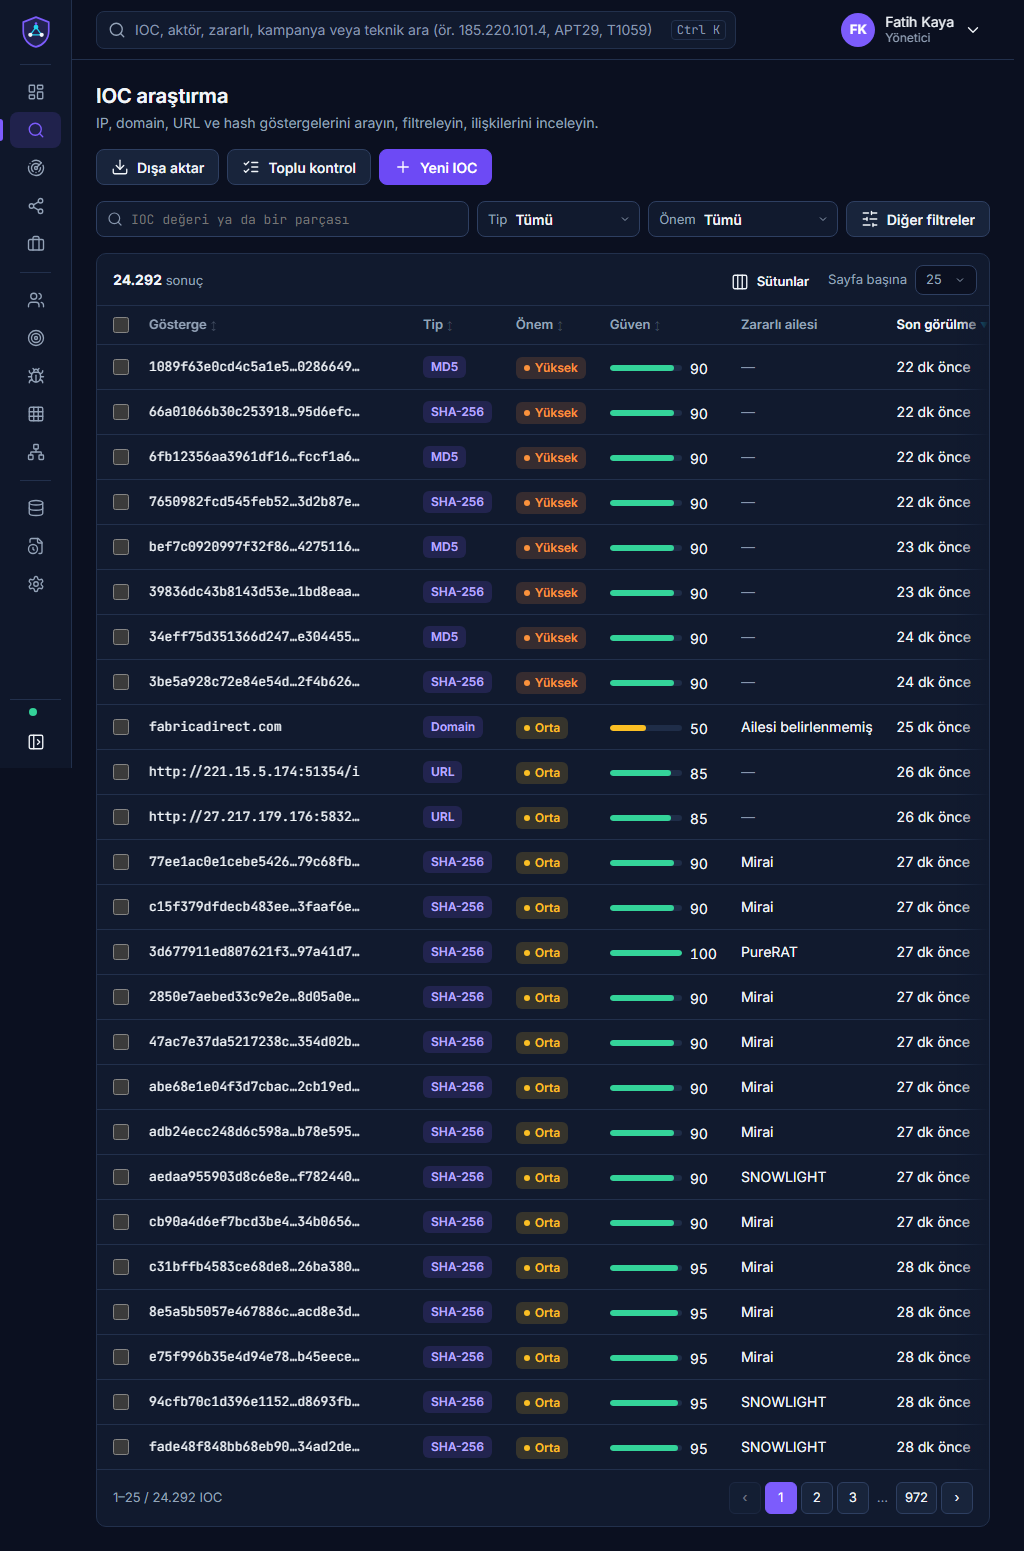 IOC, aktör, zararlı, kampanya veya teknik ara (ör. 185.220.101.4, APT29, T1059) Ctrl K
FK Fatih Kaya
Yönetici
IOC araştırma
IP, domain, URL ve hash göstergelerini arayın, filtreleyin, ilişkilerini inceleyin.
Dışa aktar Toplu kontrol Yeni IOC
IOC değeri ya da bir parçası Tip Tümü Önem Tümü Diğer filtreler
24.292 sonuç Sütunlar Sayfa başına 25
Gösterge Tip Önem Güven Zararlı ailesi Son görülme
1089f63e0cd4c5a1e5…0286649… MD5 Yüksek 90 — 22 dk önce
66a01066b30c253918…95d6efc… SHA-256 Yüksek 90 — 22 dk önce
6fb12356aa3961df16…fccf1a6… MD5 Yüksek 90 — 22 dk önce
7650982fcd545feb52…3d2b87e… SHA-256 Yüksek 90 — 22 dk önce
bef7c0920997f32f86…4275116… MD5 Yüksek 90 — 23 dk önce
39836dc43b8143d53e…1bd8eaa… SHA-256 Yüksek 90 — 23 dk önce
34eff75d351366d247…e304455… MD5 Yüksek 90 — 24 dk önce
3be5a928c72e84e54d…2f4b626… SHA-256 Yüksek 90 — 24 dk önce
fabricadirect.com Domain Orta 50 Ailesi belirlenmemiş 25 dk önce
http://221.15.5.174:51354/i URL Orta 85 — 26 dk önce
http://27.217.179.176:5832… URL Orta 85 — 26 dk önce
77ee1ac0e1cebe5426…79c68fb… SHA-256 Orta 90 Mirai 27 dk önce
c15f379dfdecb483ee…3faaf6e… SHA-256 Orta 90 Mirai 27 dk önce
3d677911ed807621f3…97a41d7… SHA-256 Orta 100 PureRAT 27 dk önce
2850e7aebed33c9e2e…8d05a0e… SHA-256 Orta 90 Mirai 27 dk önce
47ac7e37da5217238c…354d02b… SHA-256 Orta 90 Mirai 27 dk önce
abe68e1e04f3d7cbac…2cb19ed… SHA-256 Orta 90 Mirai 27 dk önce
adb24ecc248d6c598a…b78e595… SHA-256 Orta 90 Mirai 27 dk önce
aedaa955903d8c6e8e…f782440… SHA-256 Orta 90 SNOWLIGHT 27 dk önce
cb90a4d6ef7bcd3be4…34b0656… SHA-256 Orta 90 Mirai 27 dk önce
c31bffb4583ce68de8…26ba380… SHA-256 Orta 95 Mirai 28 dk önce
8e5a5b5057e467886c…acd8e3d… SHA-256 Orta 95 Mirai 28 dk önce
e75f996b35e4d94e78…b45eece… SHA-256 Orta 95 Mirai 28 dk önce
94cfb70c1d396e1152…d8693fb… SHA-256 Orta 95 SNOWLIGHT 28 dk önce
fade48f848bb68eb90…34ad2de… SHA-256 Orta 95 SNOWLIGHT 28 dk önce
1–25 / 24.292 IOC ‹ 1 2 3 … 972 ›